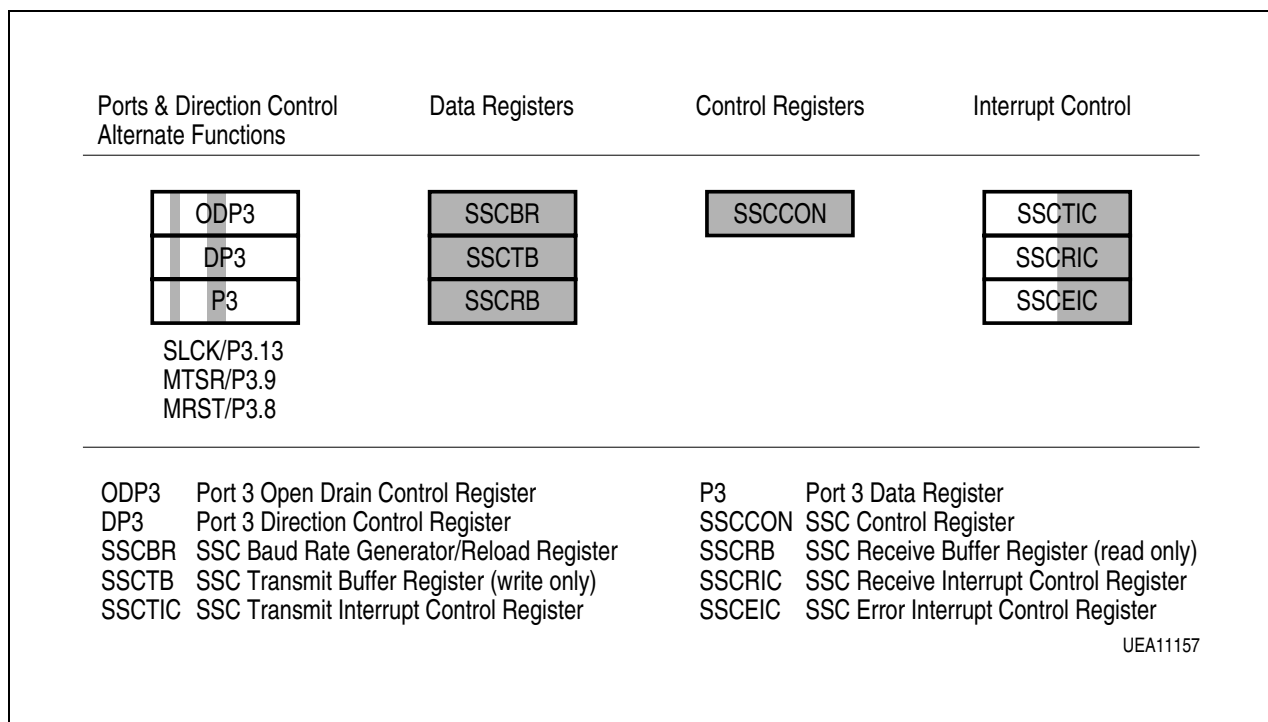 Ports & Direction Control Data Registers Control Registers Interrupt Control
Alternate Functions
ODP3 SSCBR SSCCON SSCTIC
DP3 SSCTB SSCRIC
P3 SSCRB SSCEIC
SLCK/P3.13
MTSR/P3.9
MRST/P3.8
ODP3 Port 3 Open Drain Control Register P3 Port 3 Data Register
DP3 Port 3 Direction Control Register SSCCON SSC Control Register
SSCBR SSC Baud Rate Generator/Reload Register SSCRB SSC Receive Buffer Register (read only)
SSCTB SSC Transmit Buffer Register (write only) SSCRIC SSC Receive Interrupt Control Register
SSCTIC SSC Transmit Interrupt Control Register SSCEIC SSC Error Interrupt Control Register
UEA11157